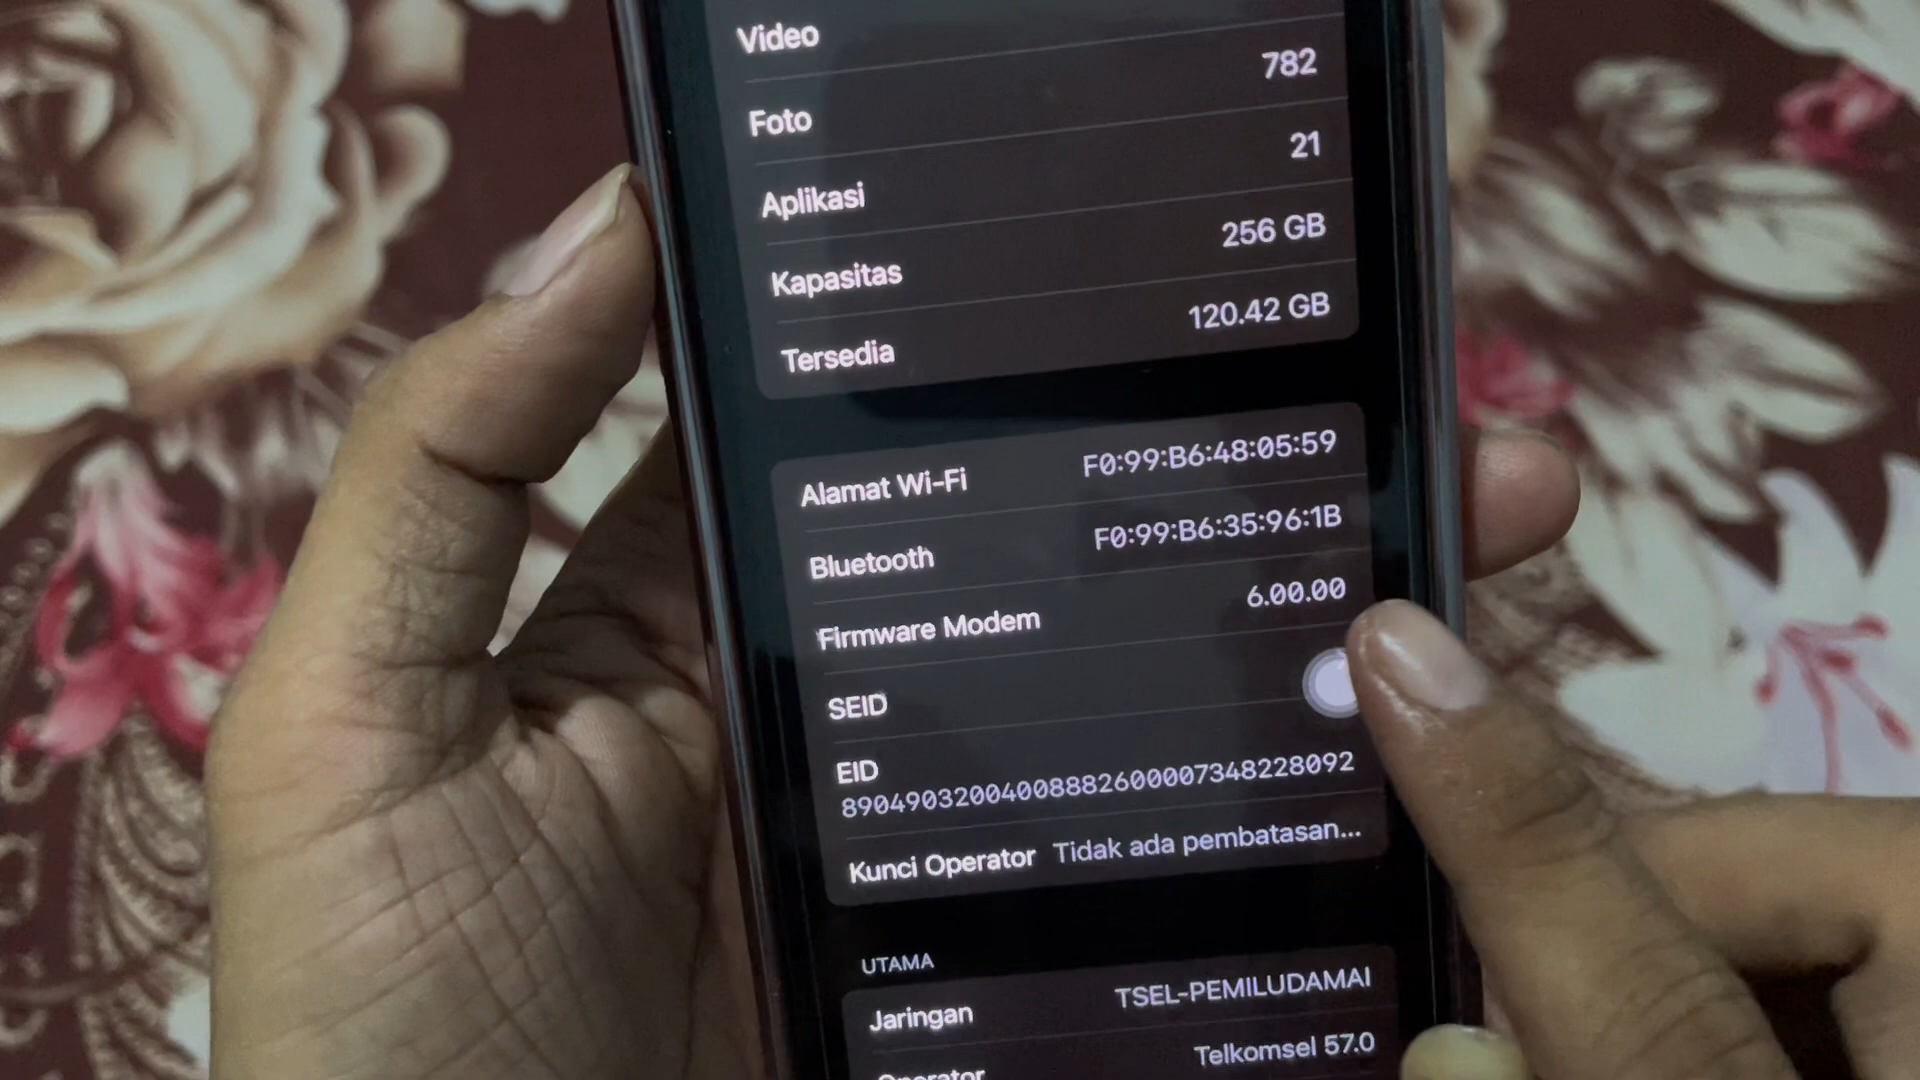 Video
Foto 782
Aplikasi 21
Kapasitas 256 GB
Tersedia 120.42 GB
Alamat Wi-Fi F0:99:B6:48:05:59
Bluetooth F0:99:B6:35:96:1B
Firmware Modem 6.00.00
SEID
EID
89049032004008882600007348228092
Kunci Operator Tidak ada pembatasan...
UTAMA
Jaringan TSEL-PEMILUDAMAI
Operator Telkomsel 57.0